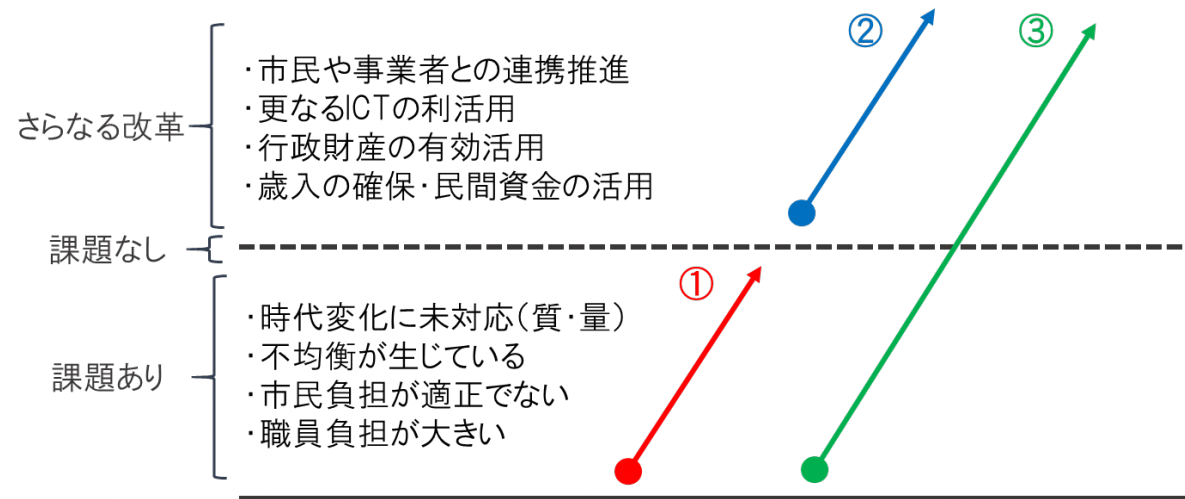 ②
③
さらなる改革
・市民や事業者との連携推進
・更なるICTの利活用
・行政財産の有効活用
・歳入の確保・民間資金の活用
課題なし
①
課題あり
・時代変化に未対応(質・量)
・不均衡が生じている
・市民負担が適正でない
・職員負担が大きい